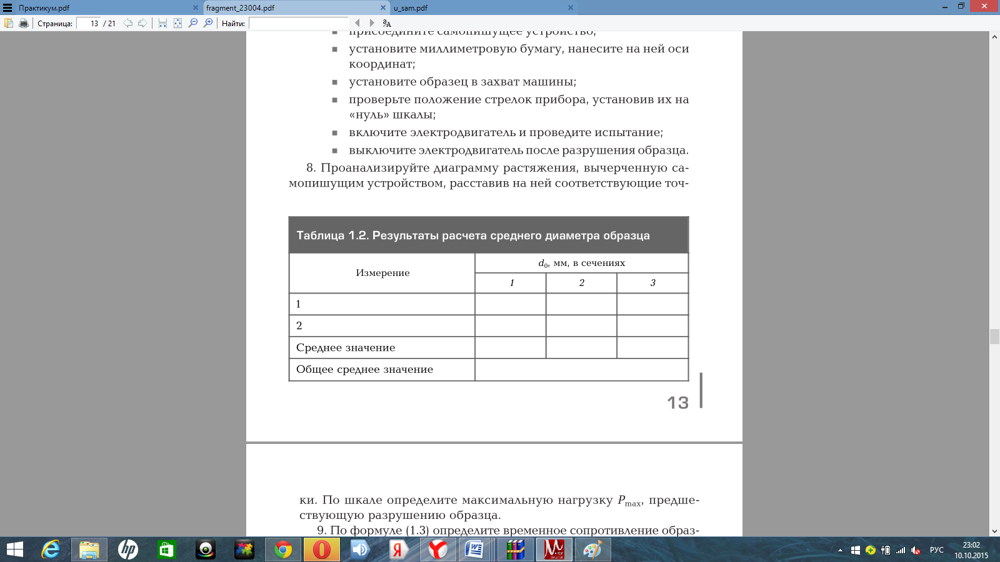 Практикум.pdf
fragment_23004.pdf
u_sam.pdf
Страница:
13 / 21
Найти:
присоедините самопишущее устройство;
■ установите миллиметровую бумагу, нанесите на ней оси
координат;
■ установите образец в захват машины;
■ проверьте положение стрелок прибора, установив их на
«нуль» шкалы;
■ включите электродвигатель и проведите испытание;
■ выключите электродвигатель после разрушения образца.
8. Проанализируйте диаграмму растяжения, вычерченную са-
мопишущим устройством, расставив на ней соответствующие точ-
Таблица 1.2. Результаты расчета среднего диаметра образца
Измерение
d₀, мм, в сечениях
1 2 3
1
2
Среднее значение
Общее среднее значение
13
ки. По шкале определите максимальную нагрузку Pmax, предше-
ствующую разрушению образца.
9. По формуле (1.3) определите временное сопротивление образ-
РУС
23:02
10.10.2015